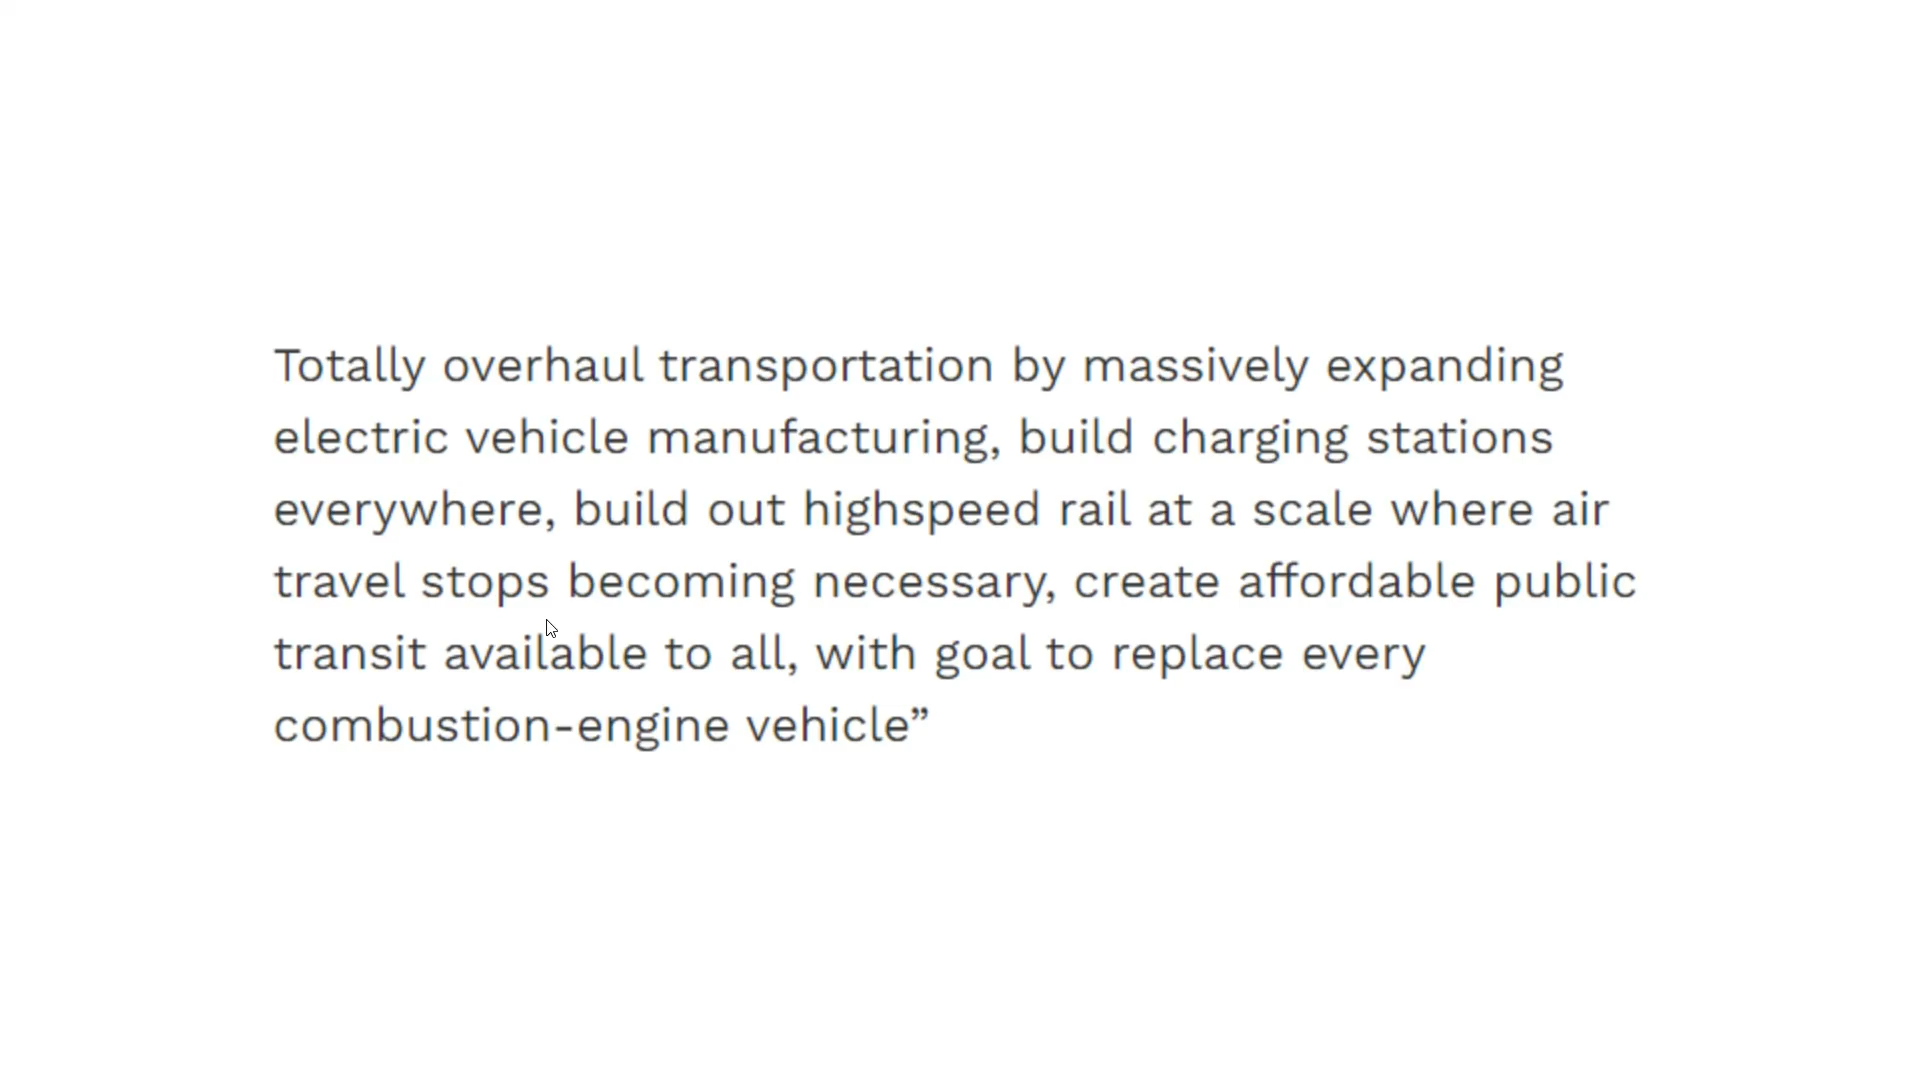 Totally overhaul transportation by massively expanding
electric vehicle manufacturing, build charging stations
everywhere, build out highspeed rail at a scale where air
travel stops becoming necessary, create affordable public
transit available to all, with goal to replace every
combustion-engine vehicle”